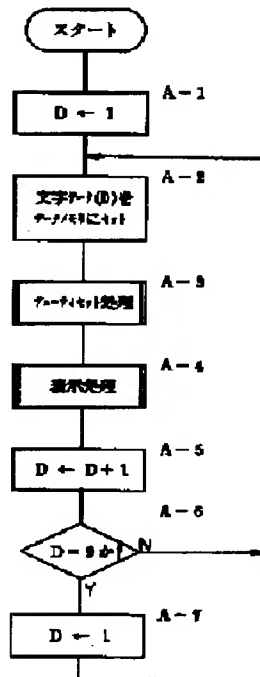 スタート
A-1
D ← 1
A-2
文字データ(D)を
データメモリにセット
A-3
デューティセット処理
A-4
表示処理
A-5
D ← D+1
A-6
D=9か
N
Y
A-7
D ← 1